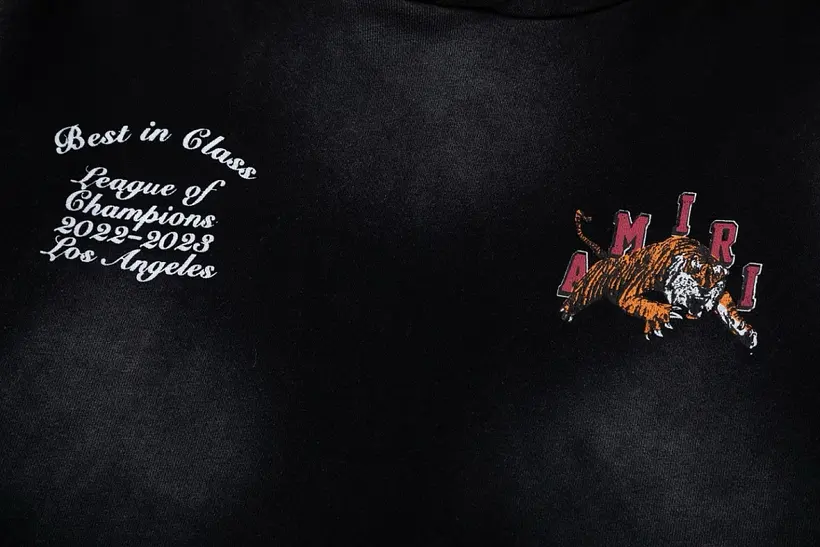 Best in Class
League of
Champions
2022-2023
Los Angeles
AMIRI